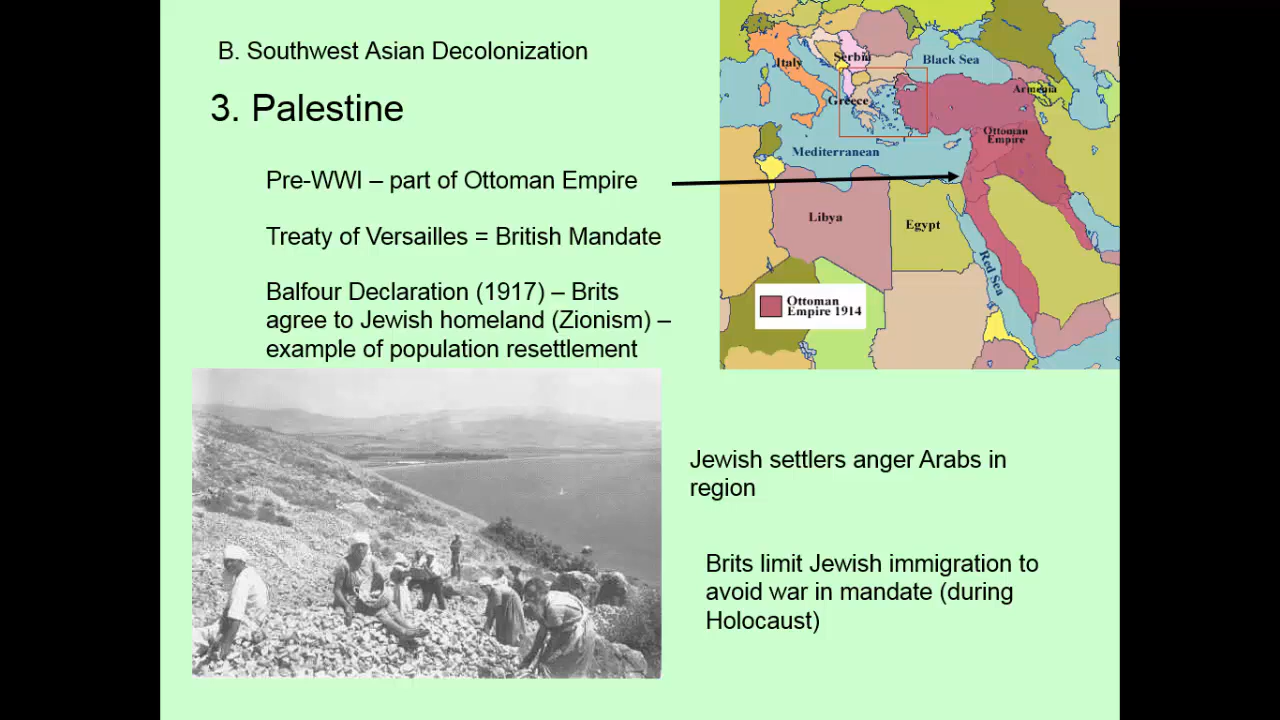 B. Southwest Asian Decolonization
3. Palestine
Pre-WWI – part of Ottoman Empire
Treaty of Versailles = British Mandate
Balfour Declaration (1917) – Brits
agree to Jewish homeland (Zionism) –
example of population resettlement
Italy
Serbia
Black Sea
Greece
Armenia
Ottoman
Empire
Mediterranean
Libya
Egypt
Red Sea
Ottoman
Empire 1914
Jewish settlers anger Arabs in
region
Brits limit Jewish immigration to
avoid war in mandate (during
Holocaust)